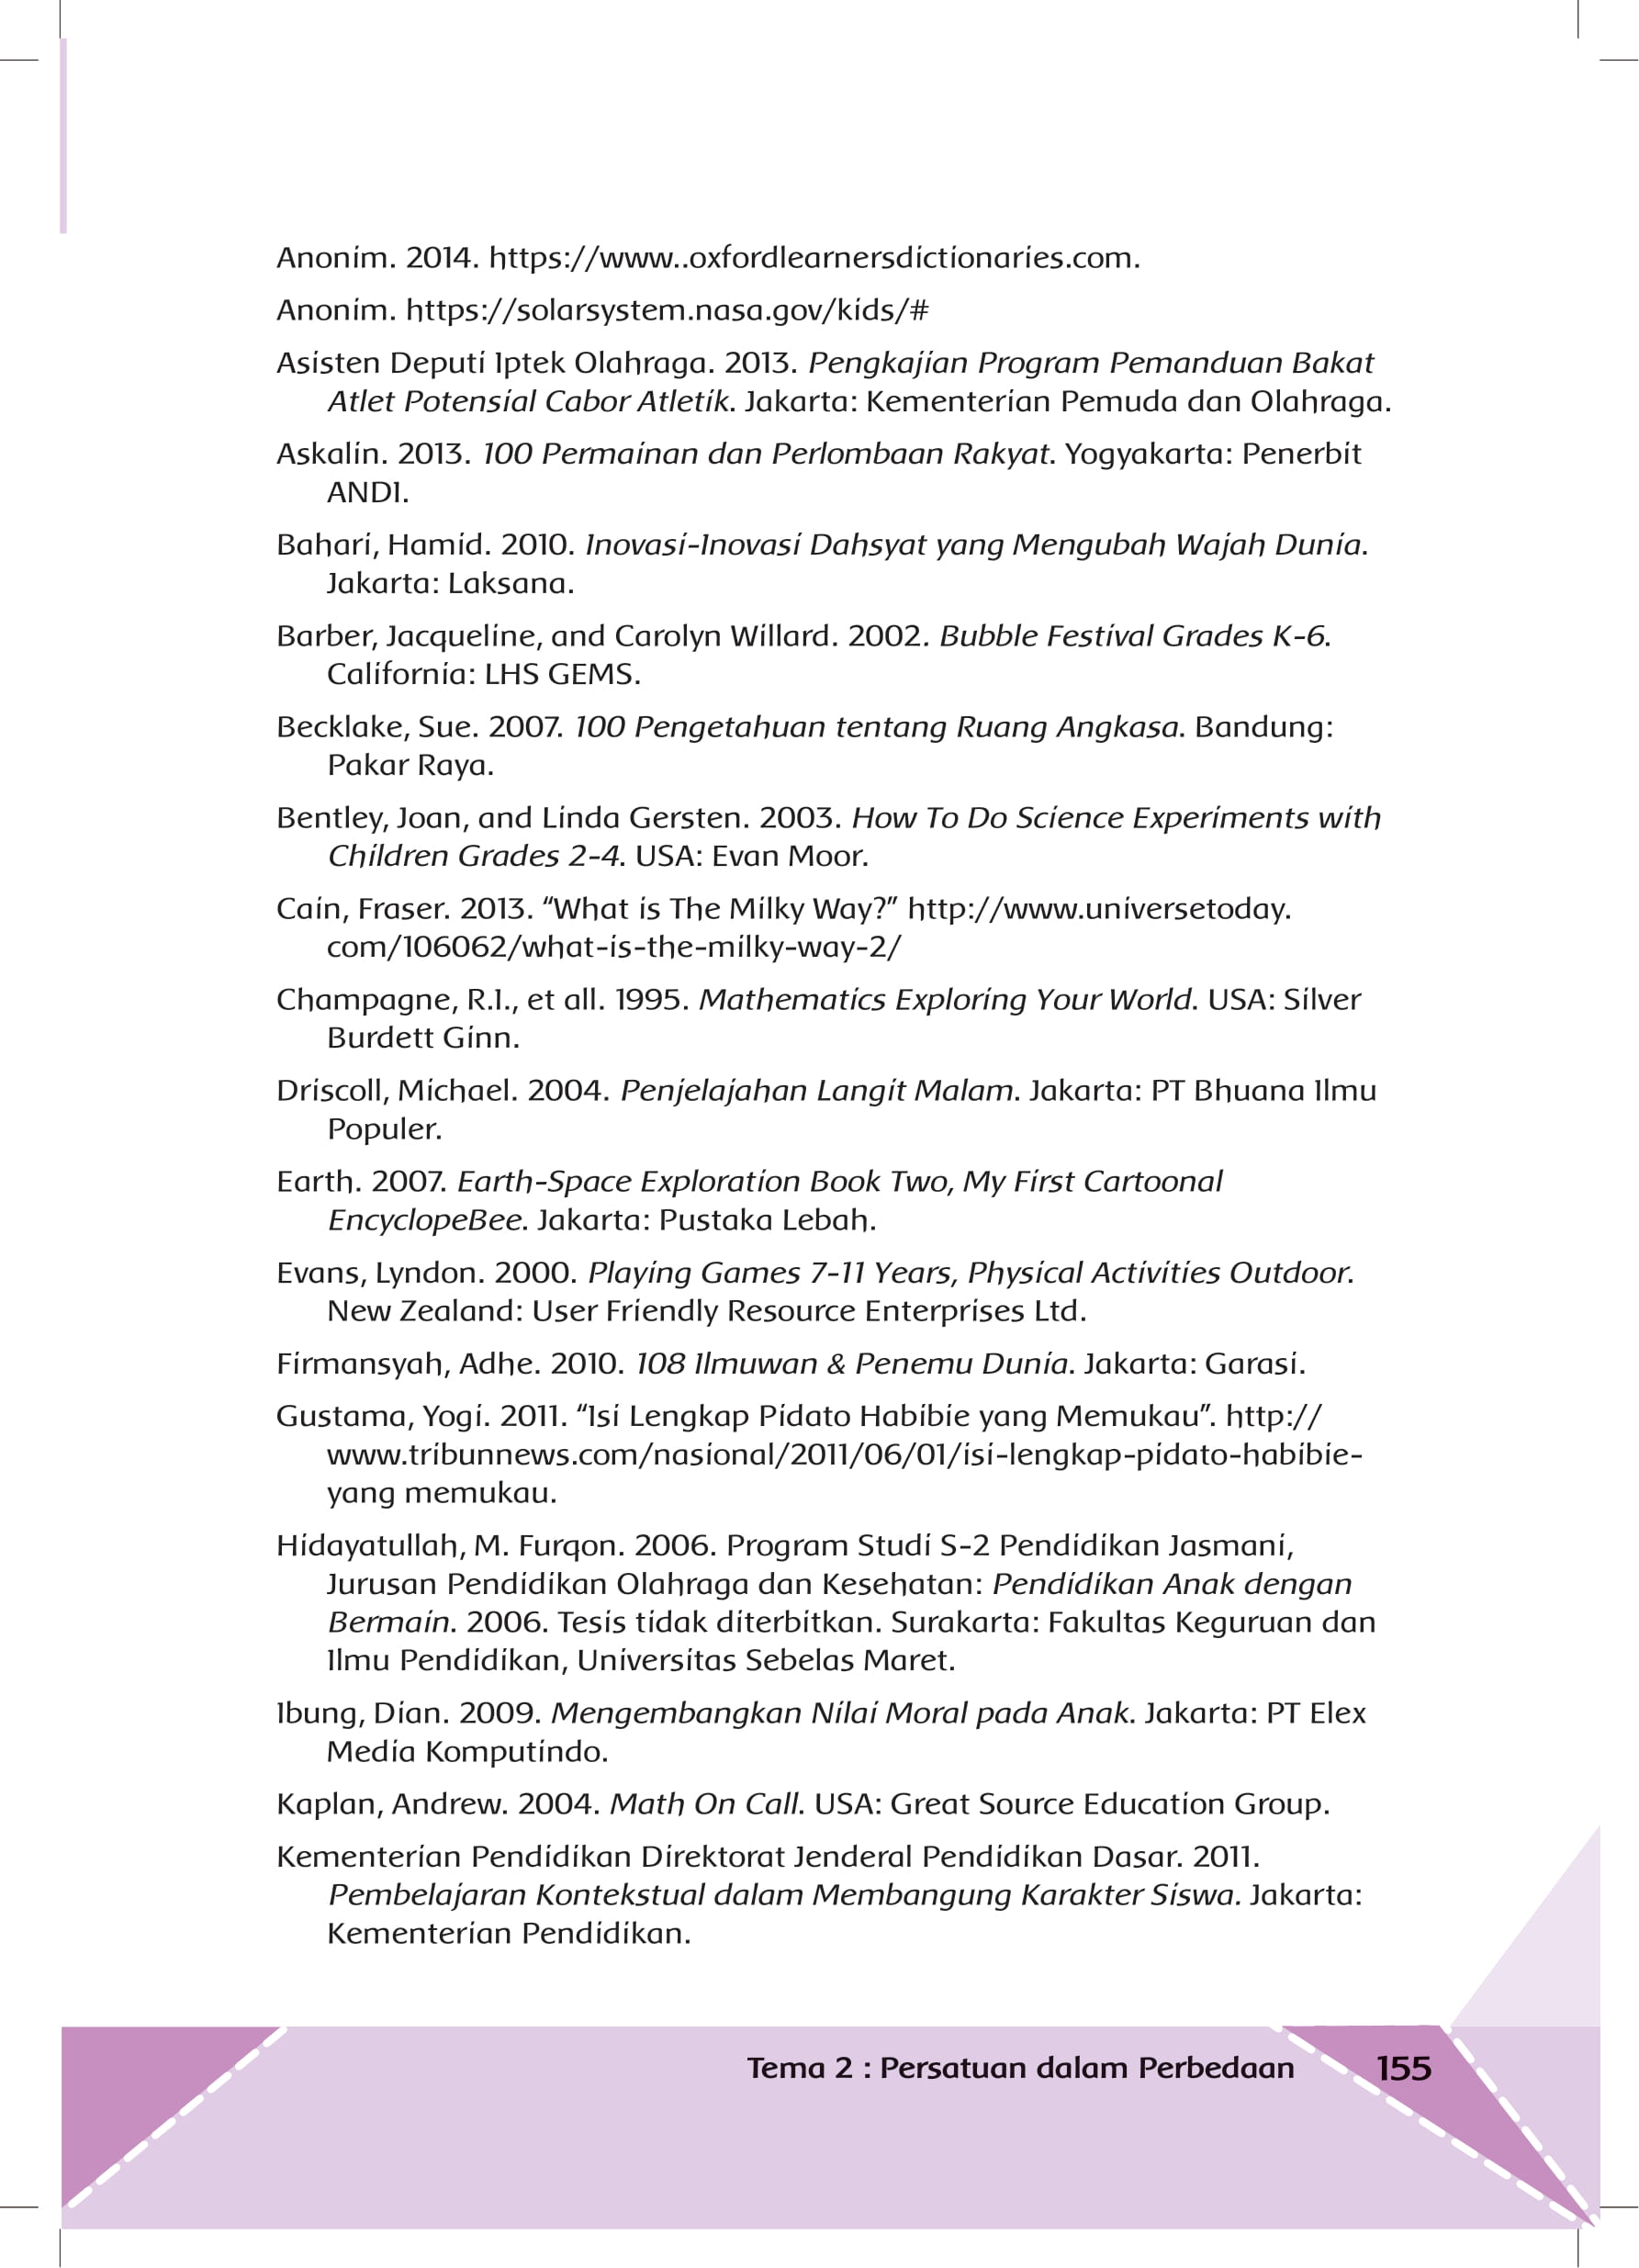 Anonim. 2014. https://www..oxfordlearnersdictionaries.com.
Anonim. https://solarsystem.nasa.gov/kids/#
Asisten Deputi Iptek Olahraga. 2013. Pengkajian Program Pemanduan Bakat
Atlet Potensial Cabor Atletik. Jakarta: Kementerian Pemuda dan Olahraga.
Askalin. 2013. 100 Permainan dan Perlombaan Rakyat. Yogyakarta: Penerbit
ANDI.
Bahari, Hamid. 2010. Inovasi-Inovasi Dahsyat yang Mengubah Wajah Dunia.
Jakarta: Laksana.
Barber, Jacqueline, and Carolyn Willard. 2002. Bubble Festival Grades K-6.
California: LHS GEMS.
Becklake, Sue. 2007. 100 Pengetahuan tentang Ruang Angkasa. Bandung:
Pakar Raya.
Bentley, Joan, and Linda Gersten. 2003. How To Do Science Experiments with
Children Grades 2-4. USA: Evan Moor.
Cain, Fraser. 2013. “What is The Milky Way?” http://www.universetoday.
com/106062/what-is-the-milky-way-2/
Champagne, R.I., et all. 1995. Mathematics Exploring Your World. USA: Silver
Burdett Ginn.
Driscoll, Michael. 2004. Penjelajahan Langit Malam. Jakarta: PT Bhuana Ilmu
Populer.
Earth. 2007. Earth-Space Exploration Book Two, My First Cartoonal
EncyclopeBee. Jakarta: Pustaka Lebah.
Evans, Lyndon. 2000. Playing Games 7-11 Years, Physical Activities Outdoor.
New Zealand: User Friendly Resource Enterprises Ltd.
Firmansyah, Adhe. 2010. 108 Ilmuwan & Penemu Dunia. Jakarta: Garasi.
Gustama, Yogi. 2011. “Isi Lengkap Pidato Habibie yang Memukau”. http://
www.tribunnews.com/nasional/2011/06/01/isi-lengkap-pidato-habibie-
yang memukau.
Hidayatullah, M. Furqon. 2006. Program Studi S-2 Pendidikan Jasmani,
Jurusan Pendidikan Olahraga dan Kesehatan: Pendidikan Anak dengan
Bermain. 2006. Tesis tidak diterbitkan. Surakarta: Fakultas Keguruan dan
Ilmu Pendidikan, Universitas Sebelas Maret.
Ibung, Dian. 2009. Mengembangkan Nilai Moral pada Anak. Jakarta: PT Elex
Media Komputindo.
Kaplan, Andrew. 2004. Math On Call. USA: Great Source Education Group.
Kementerian Pendidikan Direktorat Jenderal Pendidikan Dasar. 2011.
Pembelajaran Kontekstual dalam Membangung Karakter Siswa. Jakarta:
Kementerian Pendidikan.
Tema 2 : Persatuan dalam Perbedaan 155